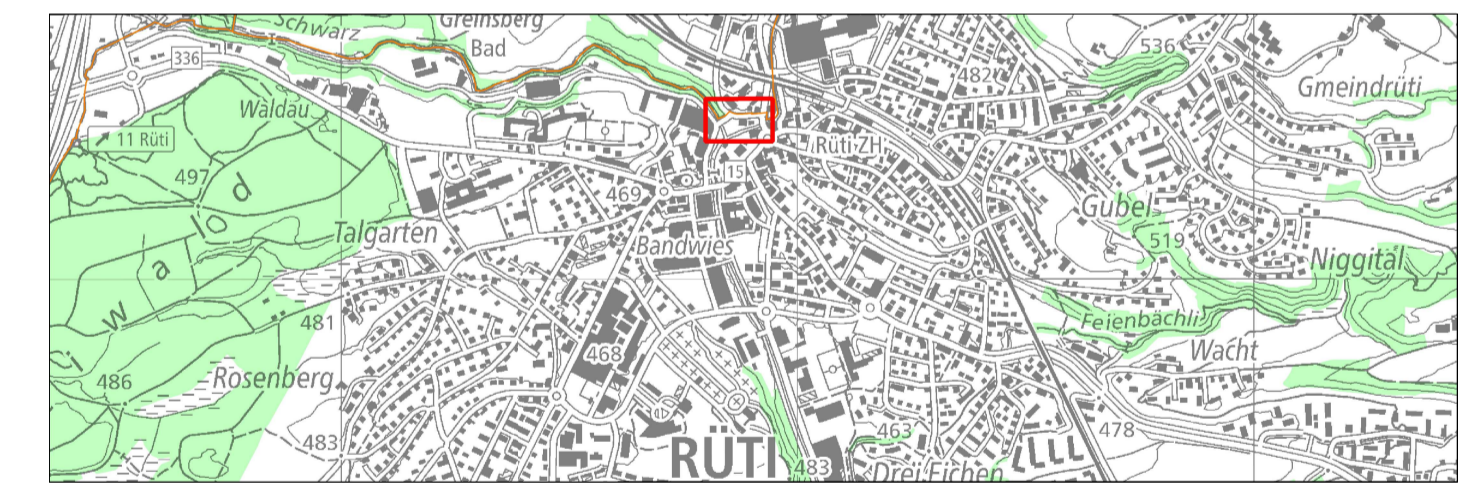 Schwarz
Greinsberg
Bad
336
536
482
Gmeindrüti
Waldau
11 Rüti
Rüti ZH
497
15
469
Gubel
Talgarten
Bandwies
519
Niggital
i w a l d
481
Feienbächli
468
Wacht
486
Rosenberg
463
478
483
RÜTI
483
Drei Eichen